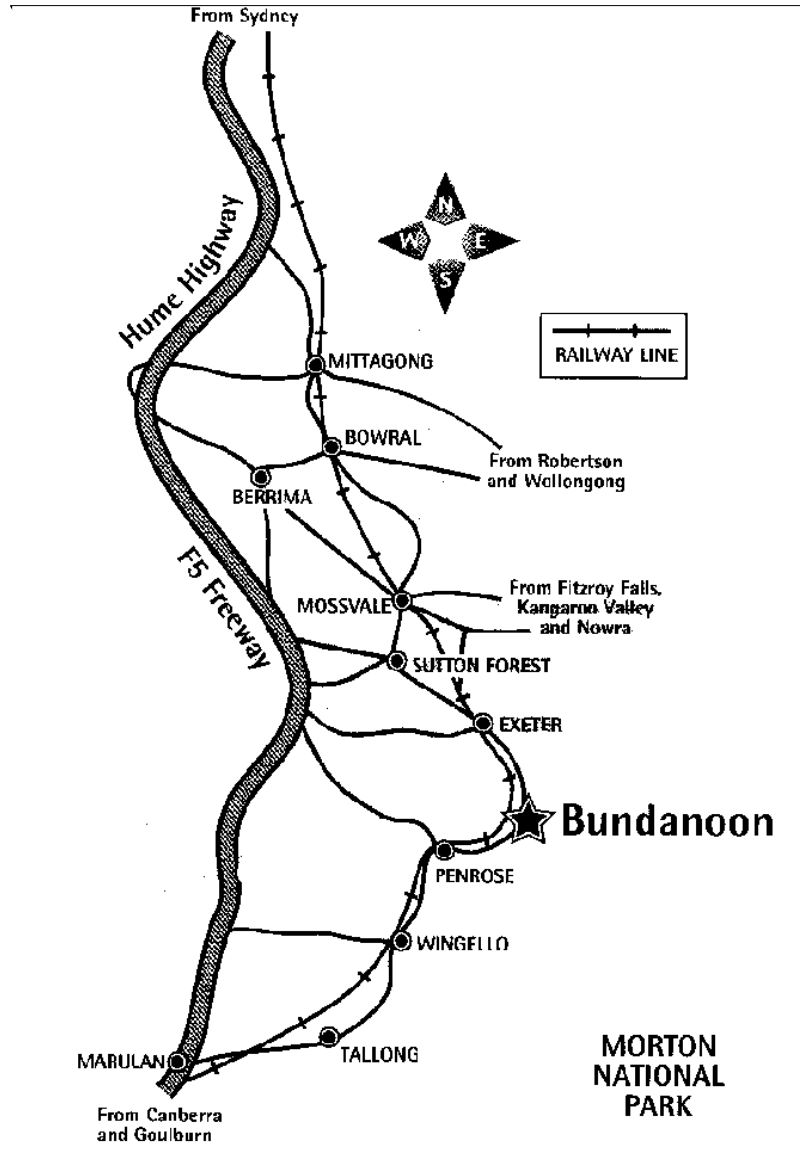 From Sydney
N
W E
S
Hume Highway
RAILWAY LINE
MITTAGONG
BOWRAL
From Robertson
and Wollongong
BERRIMA
F5 Freeway
From Fitzroy Falls,
Kangaroo Valley
and Nowra
MOSSVALE
SUTTON FOREST
EXETER
Bundanoon
PENROSE
WINGELLO
TALLONG
MARULAN
MORTON
NATIONAL
PARK
From Canberra
and Goulburn